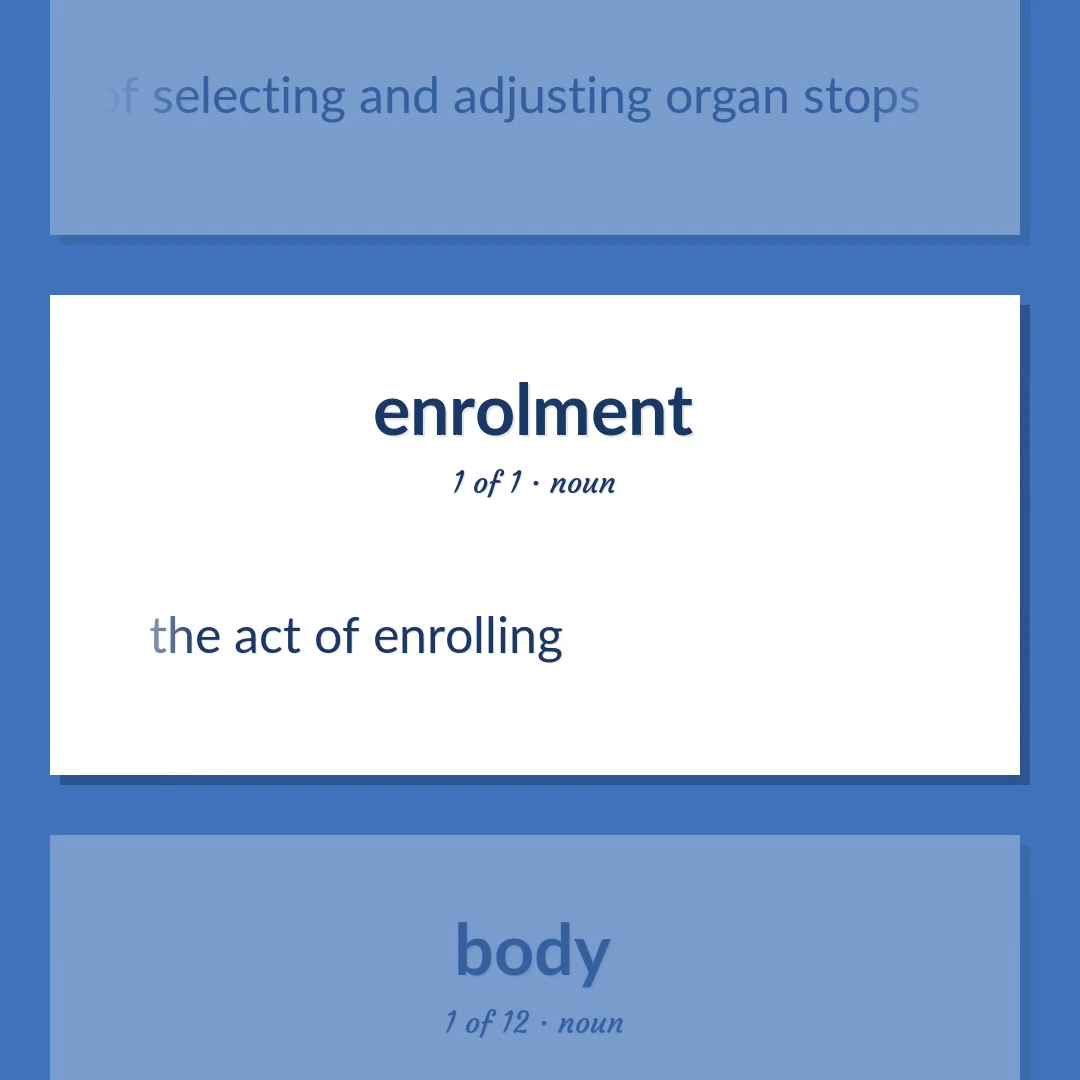 of selecting and adjusting organ stops
enrolment
1 of 1 · noun
the act of enrolling
body
1 of 12 · noun